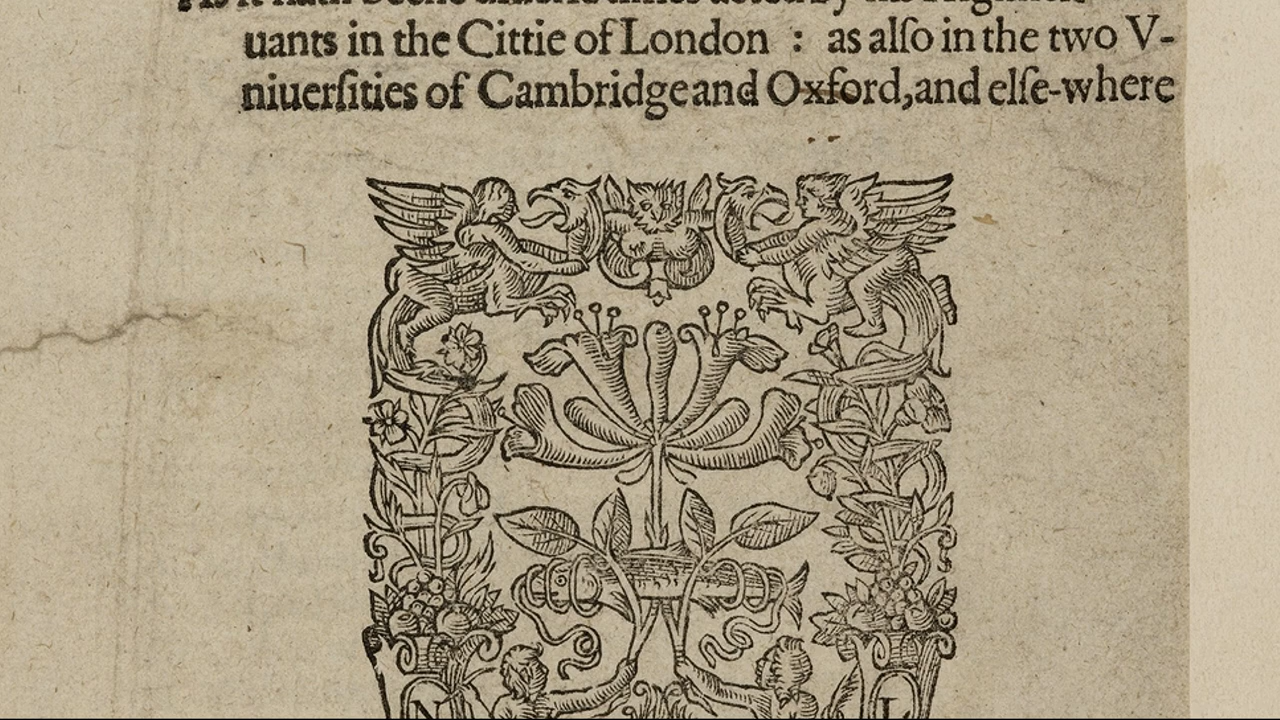 uants in the Cittie of London : as alſo in the two V-
niuerſities of Cambridge and Oxford, and elſe-where
N L